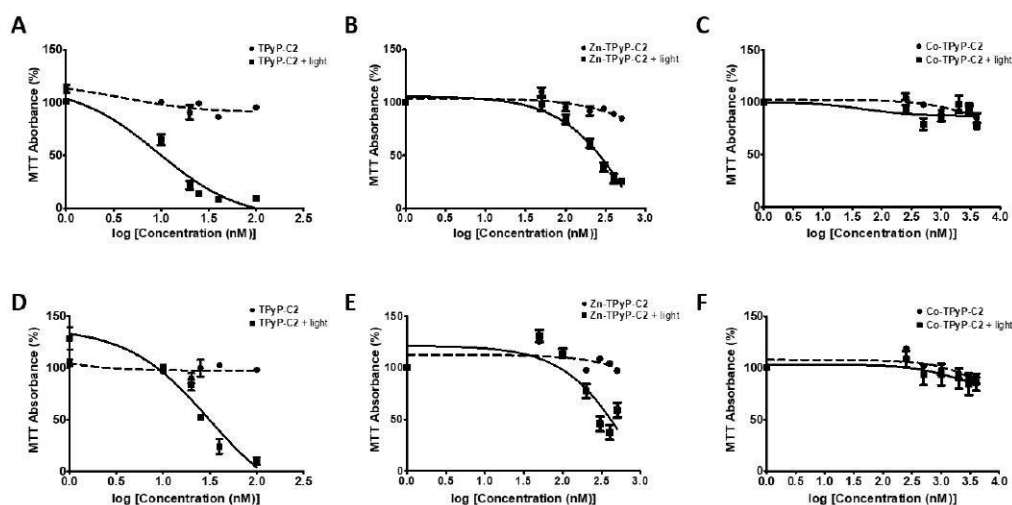 A
TPyP-C2
TPyP-C2 + light
MTT Aborbance (%)
150
100
50
0
0.0 0.5 1.0 1.5 2.0 2.5
log [Concentration (nM)]
B
Zn-TPyP-C2
Zn-TPyP-C2 + light
MTT Absorbance (%)
150
100
50
0
0.0 0.5 1.0 1.5 2.0 2.5 3.0
log [Concentration (nM)]
C
Co-TPyP-C2
Co-TPyP-C2 + light
MTT Absorbance (%)
150
100
50
0
0.0 0.5 1.0 1.5 2.0 2.5 3.0 3.5 4.0
log [Concentration (nM)]
D
TPyP-C2
TPyP-C2 + light
MTT Absorbance (%)
150
100
50
0
0.0 0.5 1.0 1.5 2.0 2.5
log [Concentration (nM)]
E
Zn-TPyP-C2
Zn-TPyP-C2 + light
MTT Absorbance (%)
150
100
50
0
0.0 0.5 1.0 1.5 2.0 2.5 3.0
log [Concentration (nM)]
F
Co-TPyP-C2
Co-TPyP-C2 + light
MTT Absorbance (%)
150
100
50
0
0.0 0.5 1.0 1.5 2.0 2.5 3.0 3.5 4.0
log [Concentration (nM)]